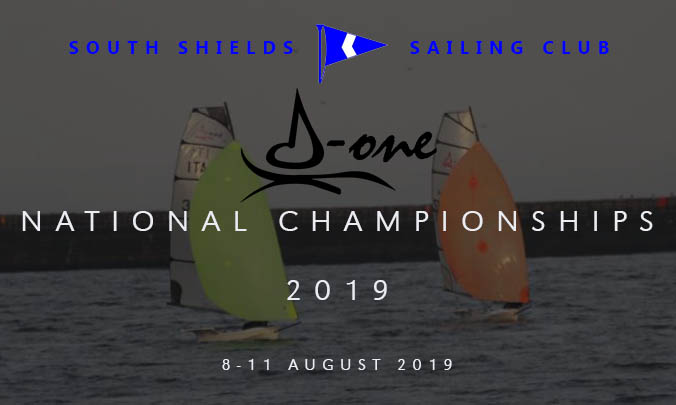 SOUTH SHIELDS SAILING CLUB
D-one
NATIONAL CHAMPIONSHIPS
2019
8-11 AUGUST 2019